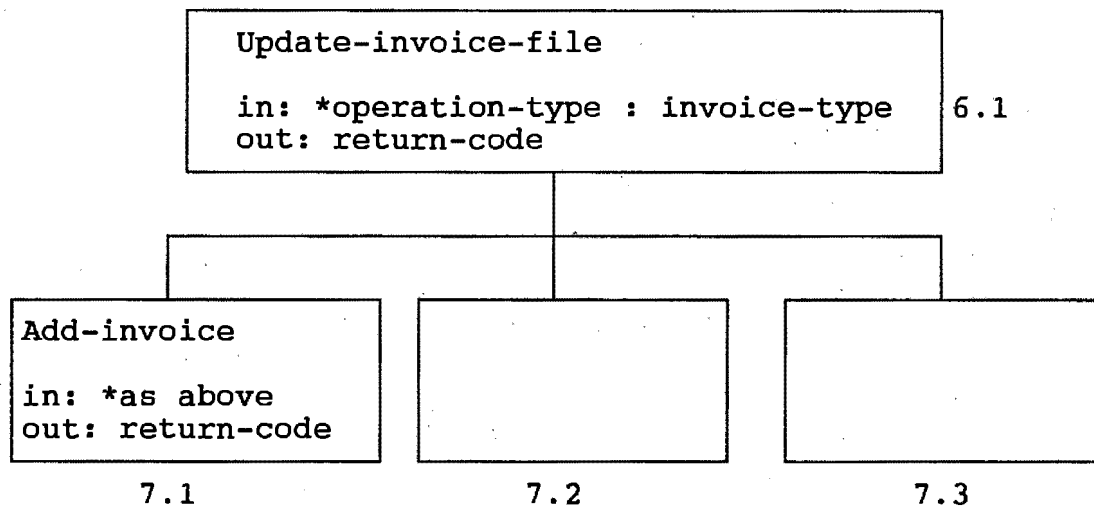 Update-invoice-file
in: *operation-type : invoice-type
out: return-code
6.1
Add-invoice
in: *as above
out: return-code
7.1
7.2
7.3